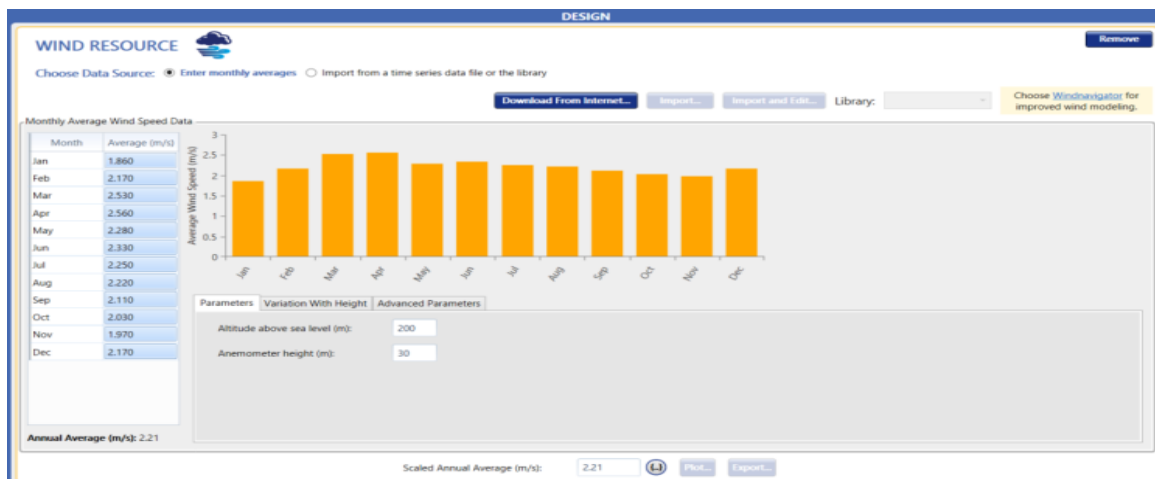 DESIGN
WIND RESOURCE
Remove
Choose Data Source: Enter monthly averages Import from a time series data file or the library
Download From Internet... Import... Import and Edit... Library:
Choose Windnavigator for
improved wind modeling.
Monthly Average Wind Speed Data
Month Average (m/s)
Jan 1.860
Feb 2.170
Mar 2.530
Apr 2.560
May 2.280
Jun 2.330
Jul 2.250
Aug 2.220
Sep 2.110
Oct 2.030
Nov 1.970
Dec 2.170
Annual Average (m/s): 2.21
Average Wind Speed (m/s)
3
2.5
2
1.5
1
0.5
0
Jan Feb Mar Apr May Jun Jul Aug Sep Oct Nov Dec
Parameters Variation With Height Advanced Parameters
Altitude above sea level (m): 200
Anemometer height (m): 30
Scaled Annual Average (m/s): 2.21 Plot... Export...